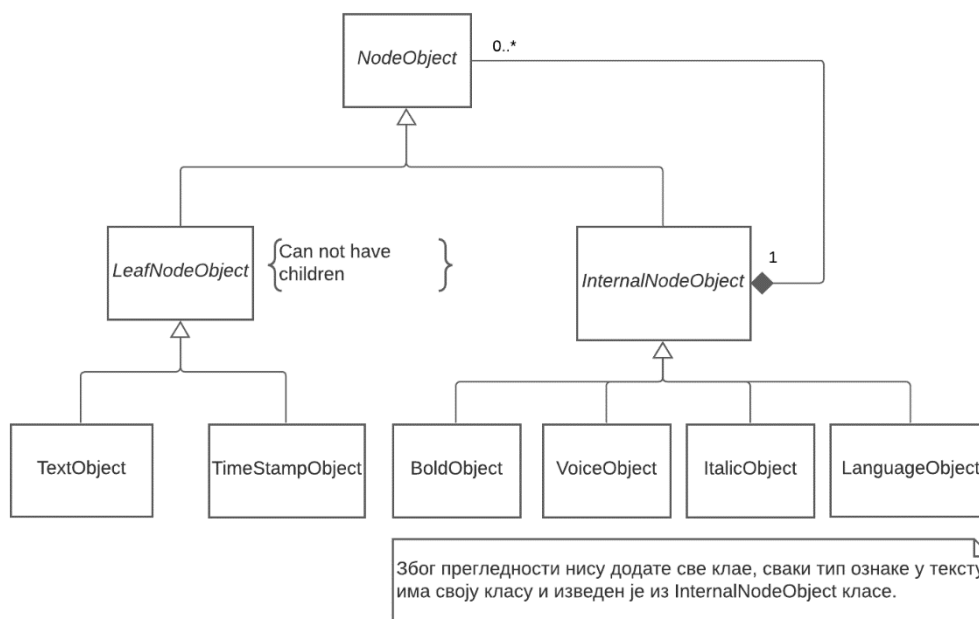 NodeObject
0..*
LeafNodeObject
{Can not have
children}
InternalNodeObject
1
TextObject
TimeStampObject
BoldObject
VoiceObject
ItalicObject
LanguageObject
Због прегледности нису додате све клае, сваки тип ознаке у тексту
има своју класу и изведен је из InternalNodeObject класе.